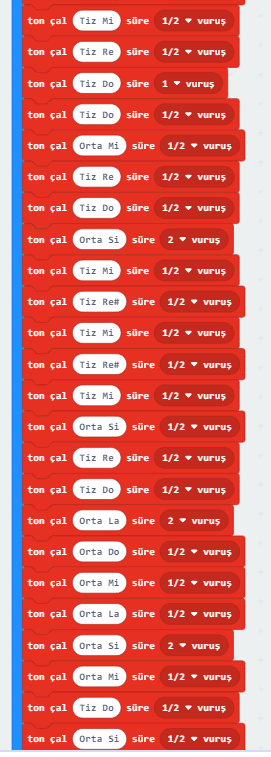 ton çal Tiz Mi süre 1/2 vuruş
ton çal Tiz Re süre 1/2 vuruş
ton çal Tiz Do süre 1 vuruş
ton çal Tiz Do süre 1/2 vuruş
ton çal Orta Mi süre 1/2 vuruş
ton çal Tiz Re süre 1/2 vuruş
ton çal Tiz Do süre 1/2 vuruş
ton çal Orta Si süre 2 vuruş
ton çal Tiz Mi süre 1/2 vuruş
ton çal Tiz Re# süre 1/2 vuruş
ton çal Tiz Mi süre 1/2 vuruş
ton çal Tiz Re# süre 1/2 vuruş
ton çal Tiz Mi süre 1/2 vuruş
ton çal Orta Si süre 1/2 vuruş
ton çal Tiz Re süre 1/2 vuruş
ton çal Tiz Do süre 1/2 vuruş
ton çal Orta La süre 2 vuruş
ton çal Orta Do süre 1/2 vuruş
ton çal Orta Mi süre 1/2 vuruş
ton çal Orta La süre 1/2 vuruş
ton çal Orta Si süre 2 vuruş
ton çal Orta Mi süre 1/2 vuruş
ton çal Tiz Do süre 1/2 vuruş
ton çal Orta Si süre 1/2 vuruş